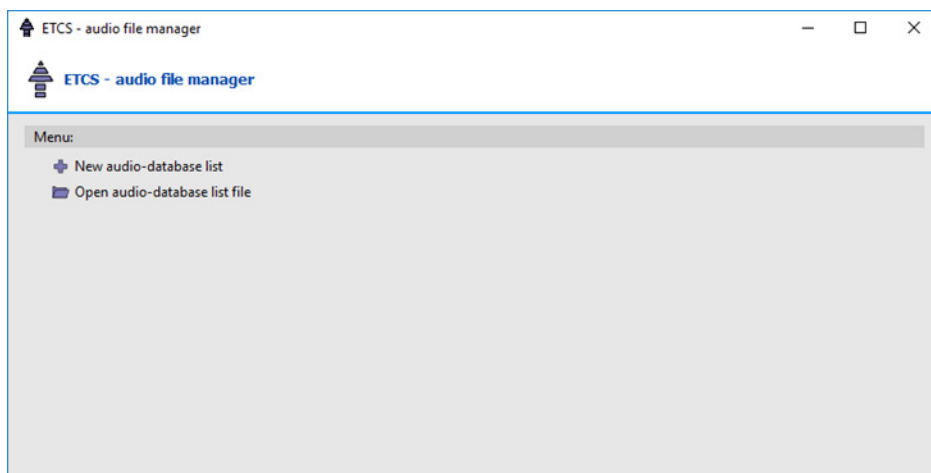 ETCS - audio file manager
ETCS - audio file manager
Menu:
New audio-database list
Open audio-database list file